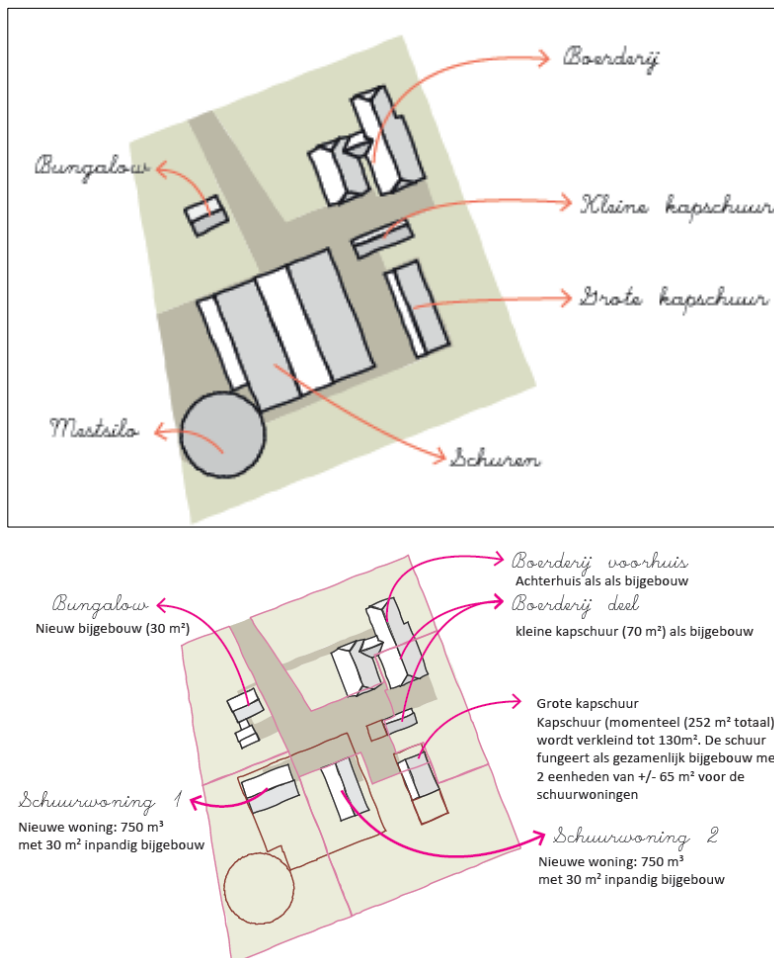 Boerderij
Bungalow
Kleine kapschuur
Grote kapschuur
Mestsilo
Schuren
Boerderij voorhuis
Achterhuis als als bijgebouw
Bungalow
Nieuw bijgebouw (30 m²)
Boerderij deel
kleine kapschuur (70 m²) als bijgebouw
Grote kapschuur
Kapschuur (momenteel (252 m² totaal)
wordt verkleind tot 130m². De schuur
fungeert als gezamenlijk bijgebouw me
2 eenheden van +/- 65 m² voor de
schuurwoningen
Schuurwoning 1
Nieuwe woning: 750 m³
met 30 m² inpandig bijgebouw
Schuurwoning 2
Nieuwe woning: 750 m³
met 30 m² inpandig bijgebouw